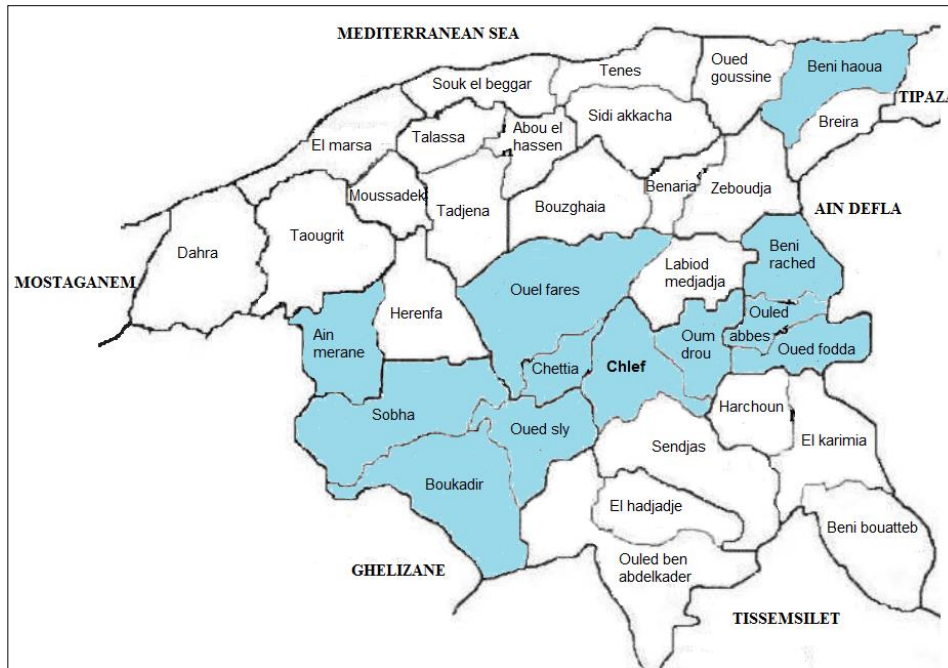 MEDITERRANEAN SEA
Oued
goussine
Beni haoua
Tenes
Souk el beggar
TIPAZA
Sidi akkacha
Breira
Abou el
hassen
Talassa
El marsa
Benaria
Zeboudja
Moussadek
Tadjena
Bouzghaia
AIN DEFLA
Taougrit
Dahra
Beni
rached
MOSTAGANEM
Labiod
medjadja
Ouel fares
Herenfa
Ouled
abbes
Oum
drou
Ain
merane
Oued fodda
Chettia
Chlef
Harchoun
Sobha
Oued sly
El karimia
Sendjas
Boukadir
El hadjadje
Beni bouatteb
GHELIZANE
Ouled ben
abdelkader
TISSEMSILET